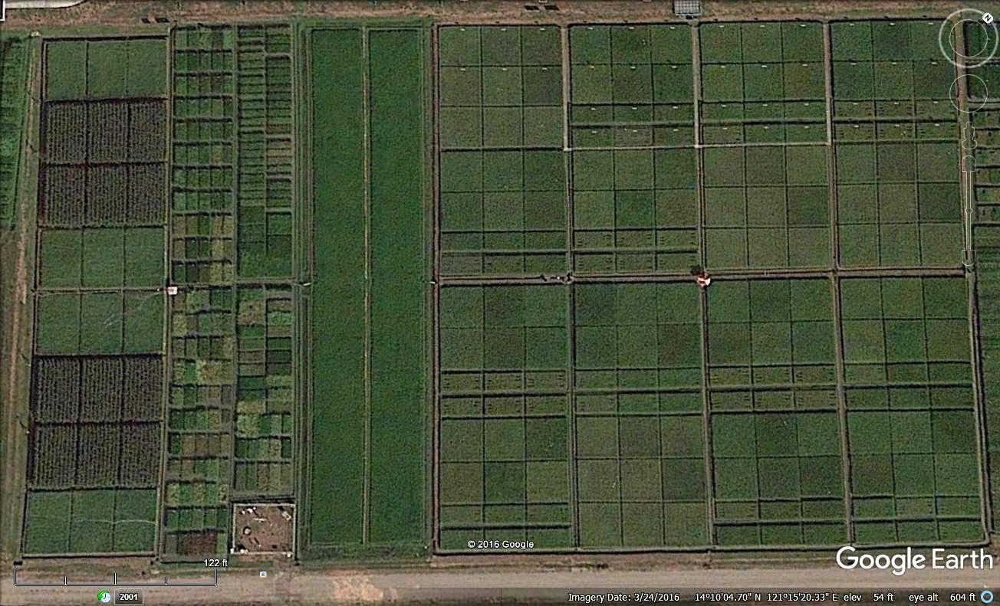 N
© 2016 Google
Google Earth
122 ft
2001
Imagery Date: 3/24/2016 14°10'04.70" N 121°15'20.33" E elev 54 ft eye alt 604 ft